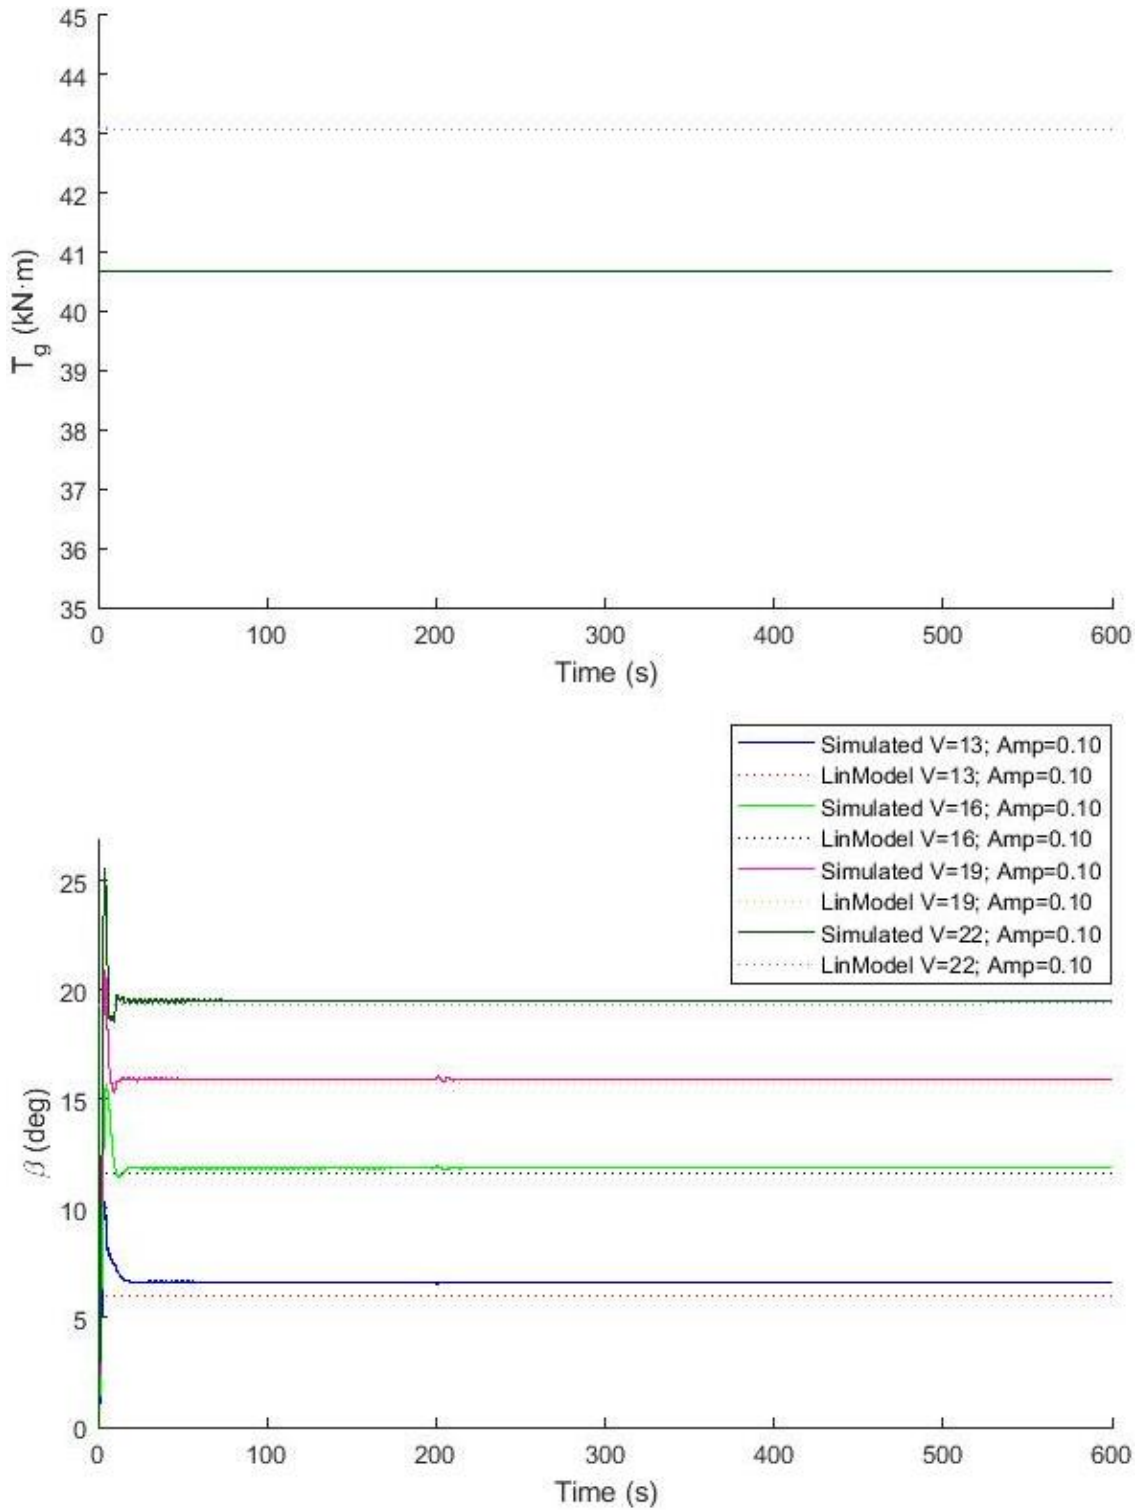 45
44
43
42
41
40
39
38
37
36
35
T_g (kN·m)
0 100 200 300 400 500 600
Time (s)
Simulated V=13; Amp=0.10
LinModel V=13; Amp=0.10
Simulated V=16; Amp=0.10
LinModel V=16; Amp=0.10
Simulated V=19; Amp=0.10
LinModel V=19; Amp=0.10
Simulated V=22; Amp=0.10
LinModel V=22; Amp=0.10
25
20
15
10
5
0
β (deg)
0 100 200 300 400 500 600
Time (s)